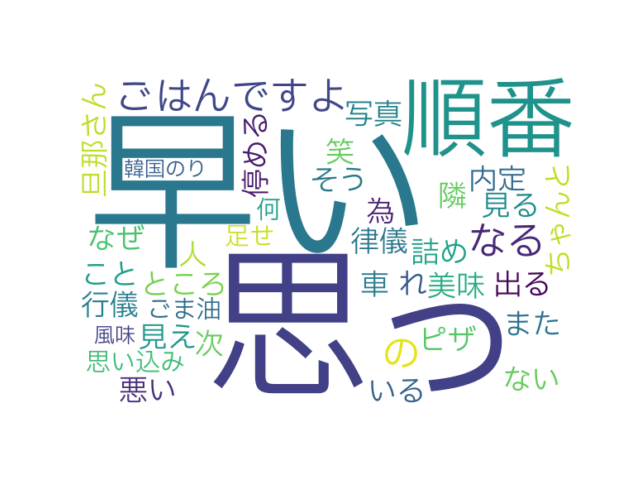 ごはんですよ
順番
早い
写真
旦那さん
停める
笑
韓国のり
そう
隣
内定
とんちゃ
何
為
見る
なぜ
人
足せ
律儀
詰め
なる
こと
ところ
思っ
車
れ
美味
出る
行儀
ごま油
風味
見え
次
の
ピザ
また
思い込み
悪い
いる
ない